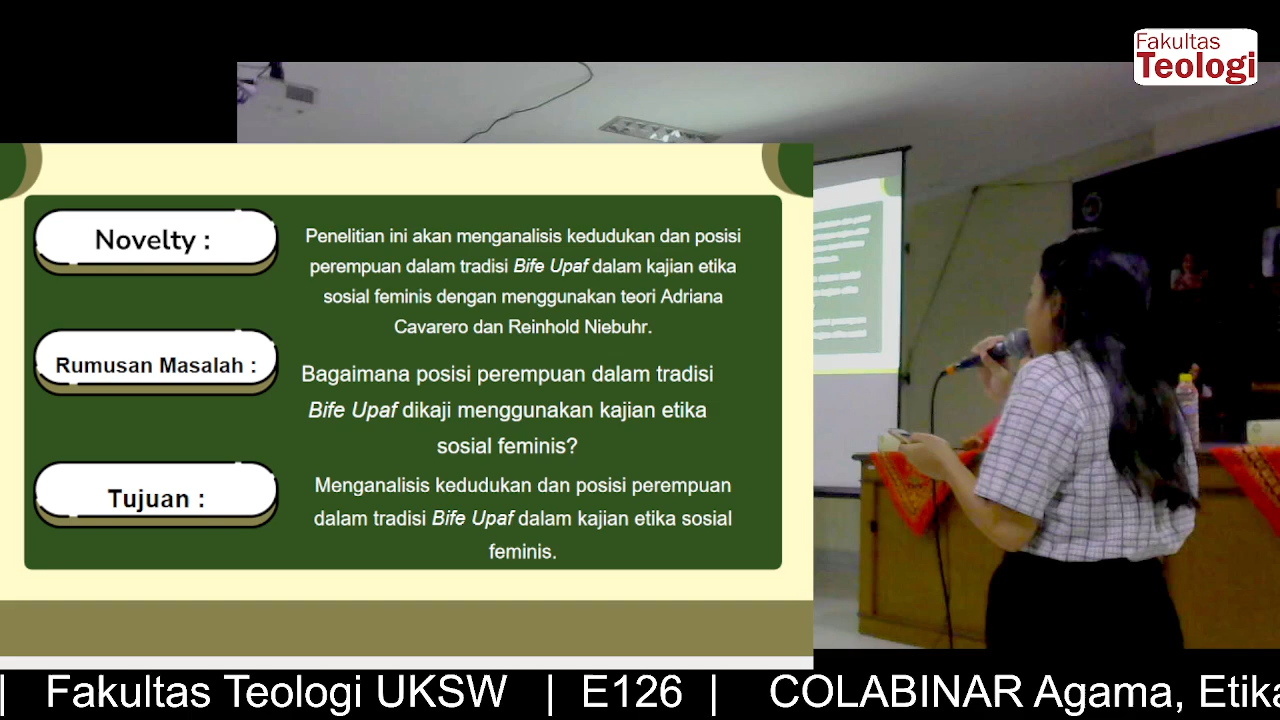 Fakultas
Teologi
Novelty :
Penelitian ini akan menganalisis kedudukan dan posisi
perempuan dalam tradisi Bife Upaf dalam kajian etika
sosial feminis dengan menggunakan teori Adriana
Cavarero dan Reinhold Niebuhr.
Rumusan Masalah :
Bagaimana posisi perempuan dalam tradisi
Bife Upaf dikaji menggunakan kajian etika
sosial feminis?
Tujuan :
Menganalisis kedudukan dan posisi perempuan
dalam tradisi Bife Upaf dalam kajian etika sosial
feminis.
| Fakultas Teologi UKSW | E126 | COLABINAR Agama, Etika